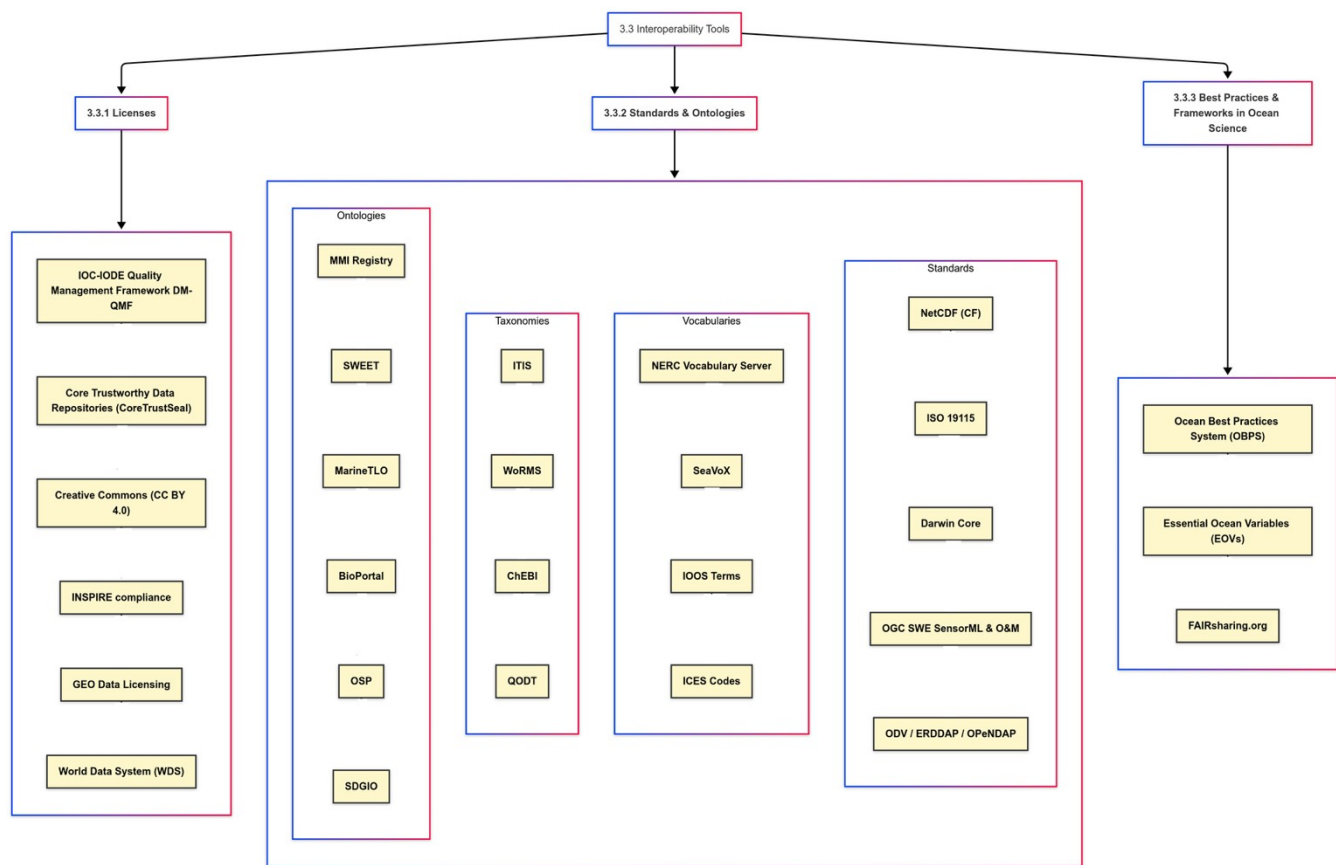 3.3 Interoperability Tools
3.3.1 Licenses
3.3.2 Standards & Ontologies
3.3.3 Best Practices &
Frameworks in Ocean
Science
IOC-IODE Quality
Management Framework DM-
QMF
Core Trustworthy Data
Repositories (CoreTrustSeal)
Creative Commons (CC BY
4.0)
INSPIRE compliance
GEO Data Licensing
World Data System (WDS)
Ontologies
MMI Registry
SWEET
MarineTLO
BioPortal
OSP
SDGIO
Taxonomies
ITIS
WoRMS
ChEBI
QODT
Vocabularies
NERC Vocabulary Server
SeaVoX
IOOS Terms
ICES Codes
Standards
NetCDF (CF)
ISO 19115
Darwin Core
OGC SWE SensorML & O&M
ODV / ERDDAP / OPeNDAP
Ocean Best Practices
System (OBPS)
Essential Ocean Variables
(EOVs)
FAIRsharing.org